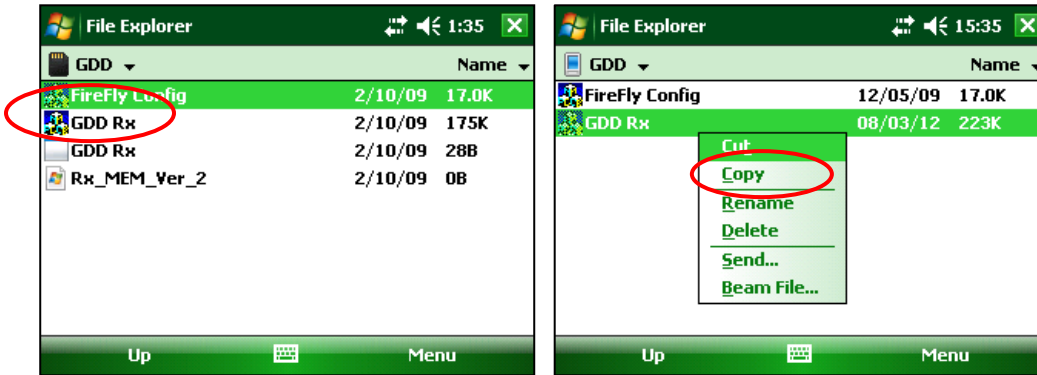 File Explorer 1:35
GDD Name
FireFly Config 2/10/09 17.0K
GDD Rx 2/10/09 175K
GDD Rx 2/10/09 28B
Rx_MEM_Ver_2 2/10/09 0B
Up Menu
File Explorer 15:35
GDD Name
FireFly Config 12/05/09 17.0K
GDD Rx 08/03/12 223K
Cut
Copy
Rename
Delete
Send...
Beam File...
Up Menu